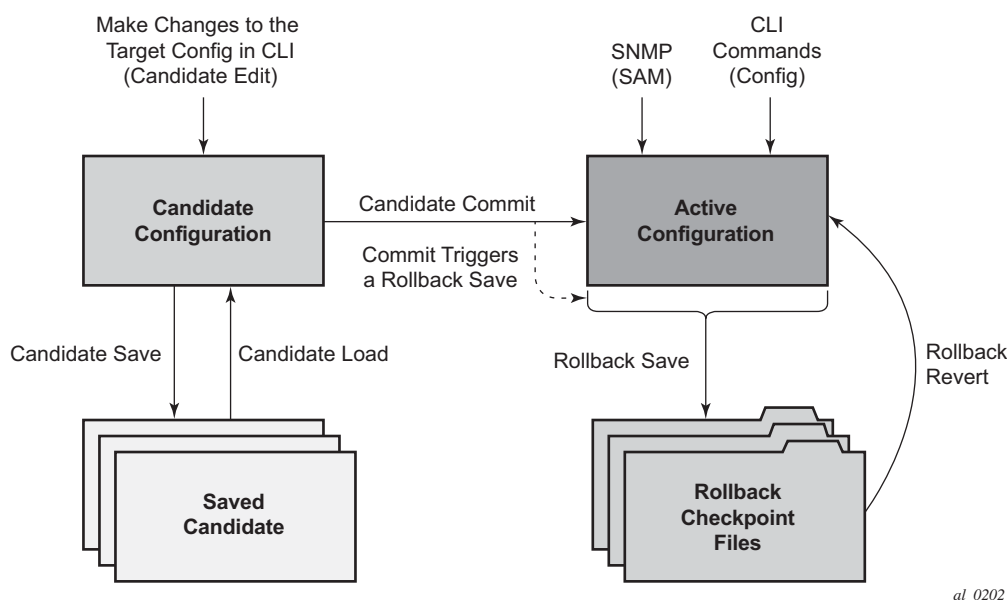 Make Changes to the
Target Config in CLI
(Candidate Edit)
SNMP
(SAM)
CLI
Commands
(Config)
Candidate
Configuration
Candidate Commit
Active
Configuration
Commit Triggers
a Rollback Save
Candidate Save
Candidate Load
Rollback Save
Rollback
Revert
Saved
Candidate
Rollback
Checkpoint
Files
al_0202